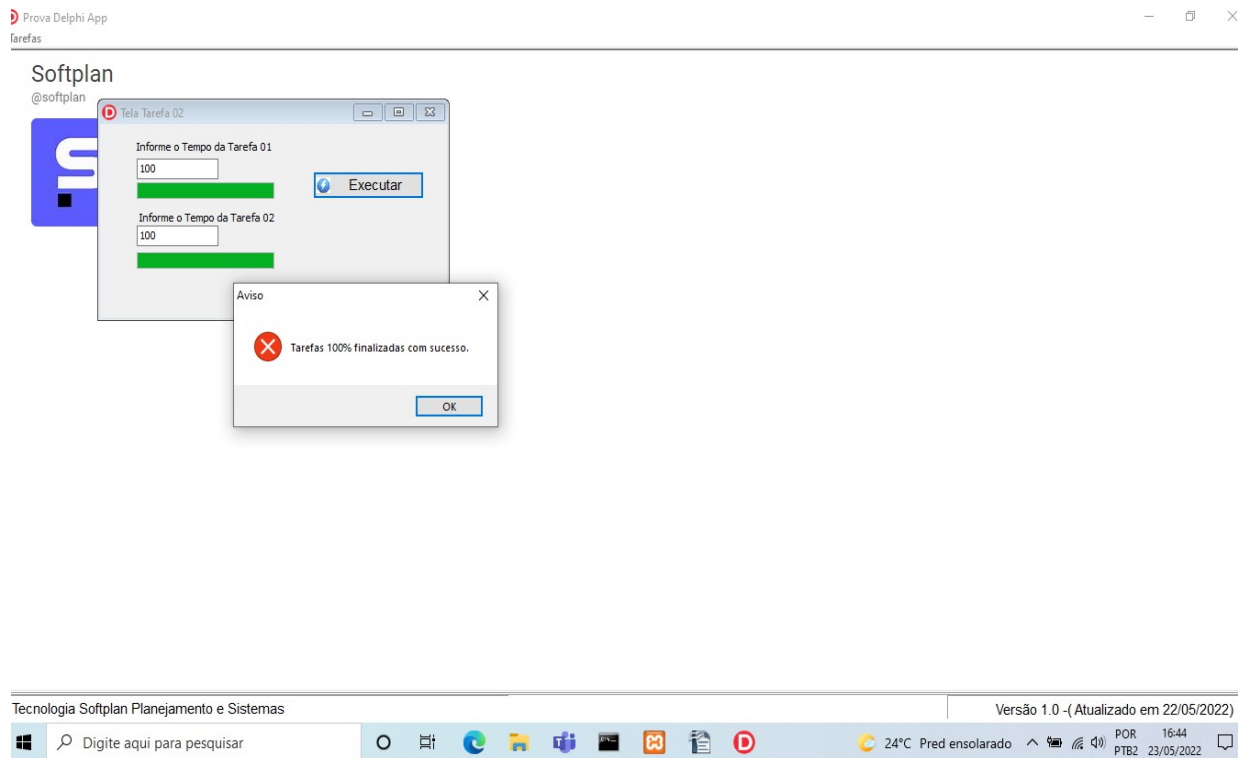 Prova Delphi App
Tarefas
Softplan
@softplan
Tela Tarefa 02
Informe o Tempo da Tarefa 01
100
Executar
Informe o Tempo da Tarefa 02
100
Aviso
Tarefas 100% finalizadas com sucesso.
OK
Tecnologia Softplan Planejamento e Sistemas
Versão 1.0 -( Atualizado em 22/05/2022)
Digite aqui para pesquisar
24°C Pred ensolarado
POR
PTB2
16:44
23/05/2022